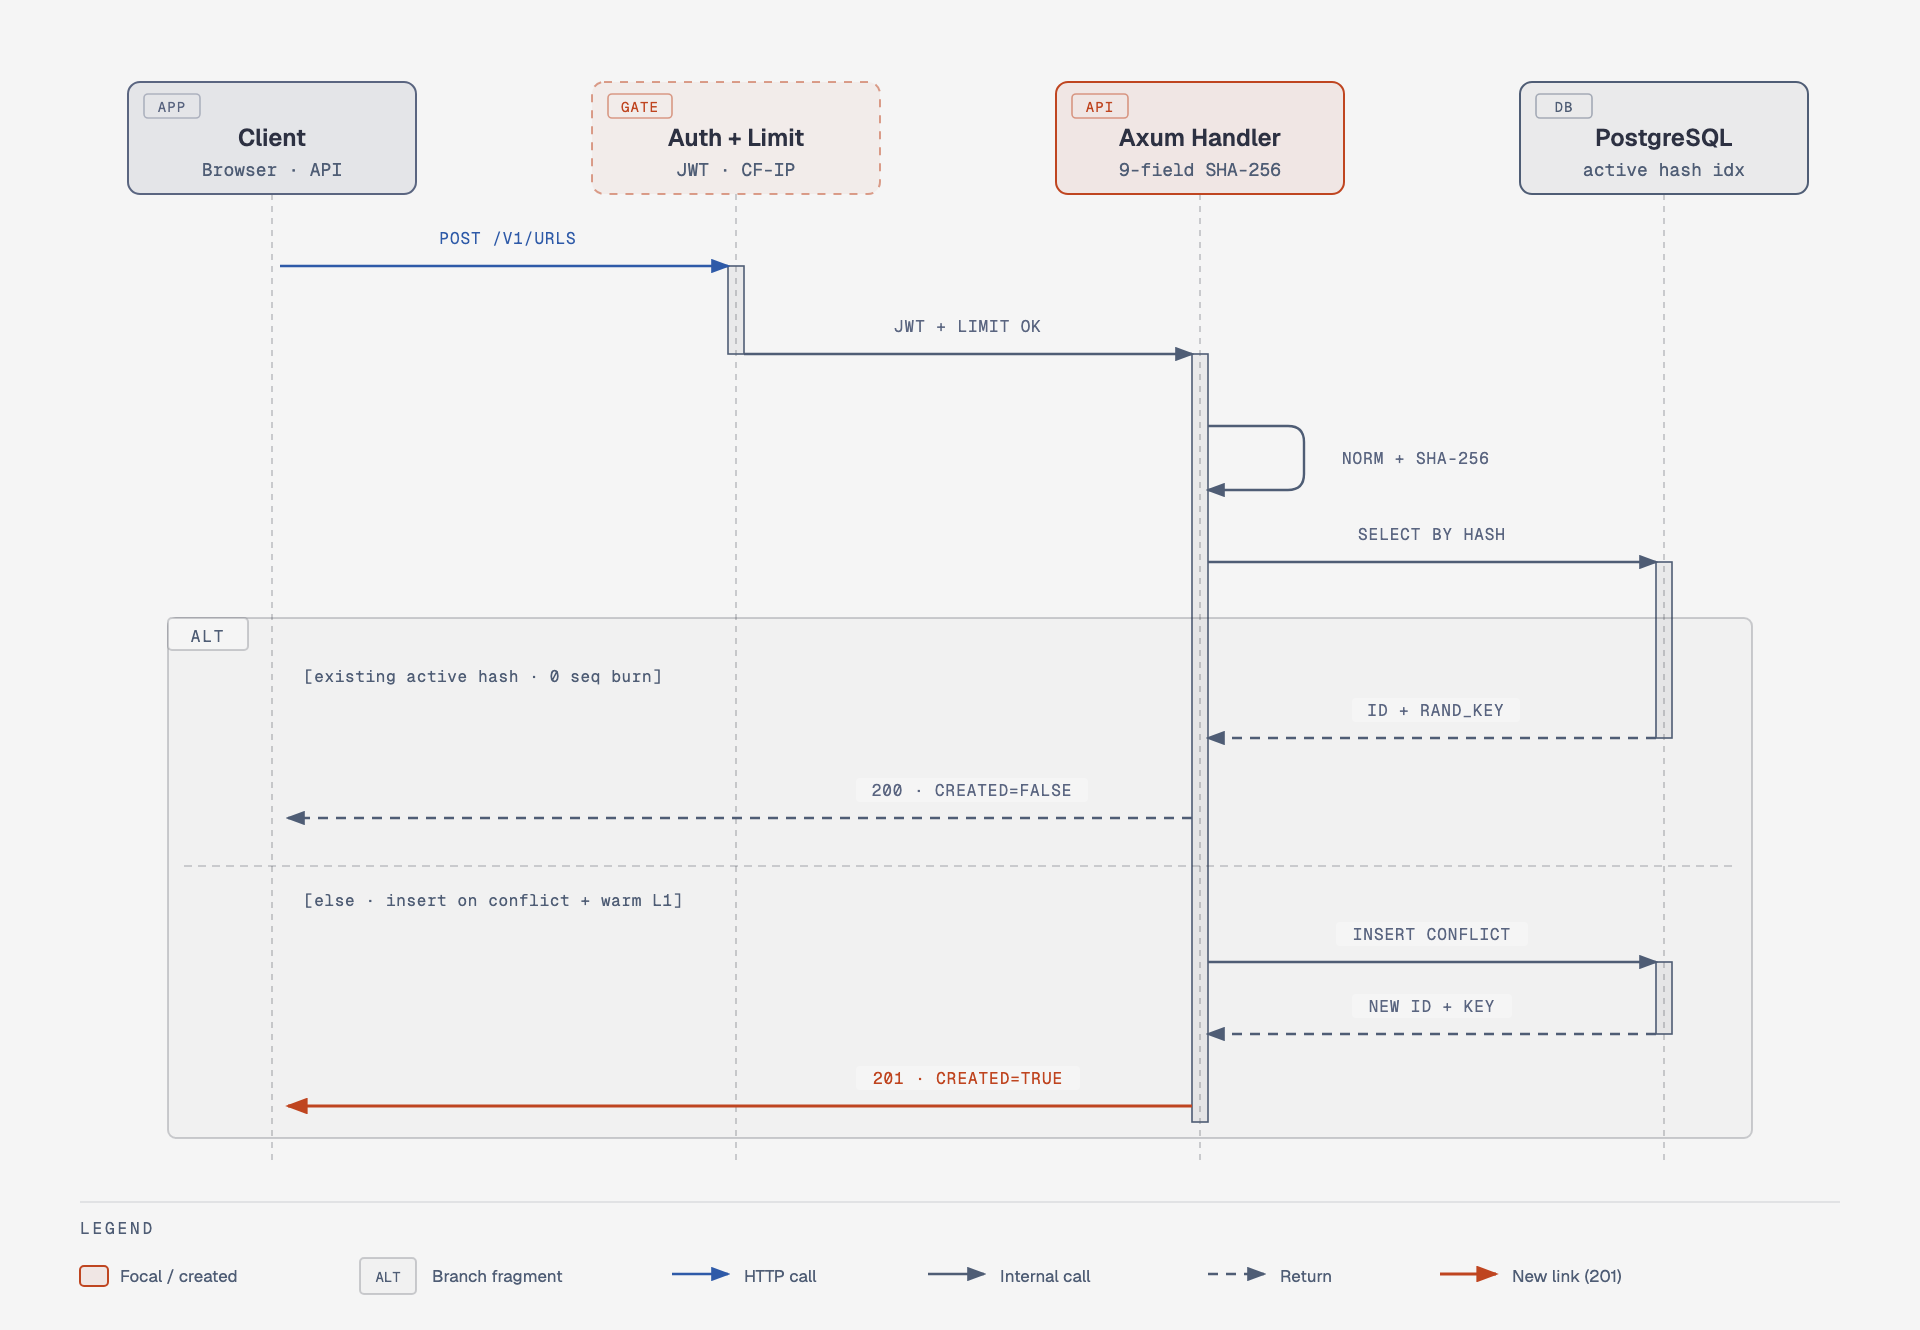 APP
Client
Browser · API
GATE
Auth + Limit
JWT · CF-IP
API
Axum Handler
9-field SHA-256
DB
PostgreSQL
active hash idx
POST /V1/URLS
JWT + LIMIT OK
NORM + SHA-256
SELECT BY HASH
ALT
[existing active hash · 0 seq burn]
ID + RAND_KEY
200 · CREATED=FALSE
[else · insert on conflict + warm L1]
INSERT CONFLICT
NEW ID + KEY
201 · CREATED=TRUE
LEGEND
Focal / created
ALT
Branch fragment
HTTP call
Internal call
Return
New link (201)